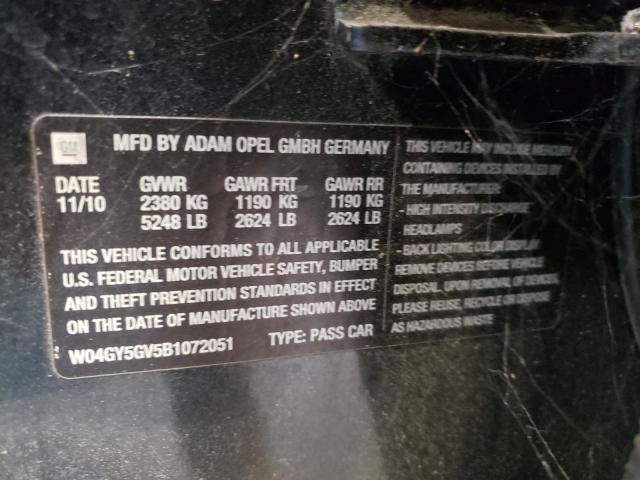 GM
MFD BY ADAM OPEL GMBH GERMANY
DATE GVWR GAWR FRT GAWR RR
11/10 2380 KG 1190 KG 1190 KG
5248 LB 2624 LB 2624 LB
THIS VEHICLE CONFORMS TO ALL APPLICABLE
U.S. FEDERAL MOTOR VEHICLE SAFETY, BUMPER
AND THEFT PREVENTION STANDARDS IN EFFECT
ON THE DATE OF MANUFACTURE SHOWN ABOVE
W04GY5GV5B1072051 TYPE: PASS CAR
THIS VEHICLE MAY INCLUDE MERCURY
CONTAINING DEVICES INSTALLED BY
THE MANUFACTURER:
- HIGH INTENSITY DISCHARGE
HEADLAMPS
- BACK LIGHTING COLOR DISPLAY
REMOVE DEVICES BEFORE VEHICLE
DISPOSAL. UPON REMOVAL OF DEVICES,
PLEASE REUSE, RECYCLE OR DISPOSE
AS HAZARDOUS WASTE